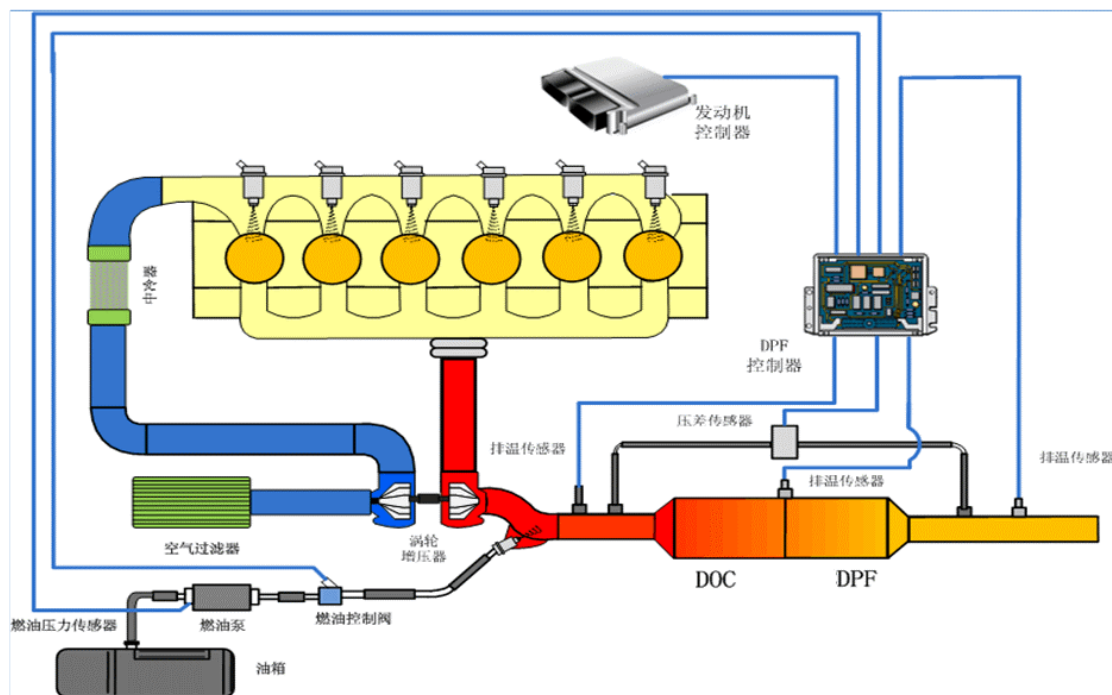 发动机
控制器
中冷器
DPF
控制器
压差传感器
排温传感器
排温传感器
排温传感器
DOC
DPF
空气过滤器
涡轮
增压器
燃油压力传感器
燃油泵
燃油控制阀
油箱